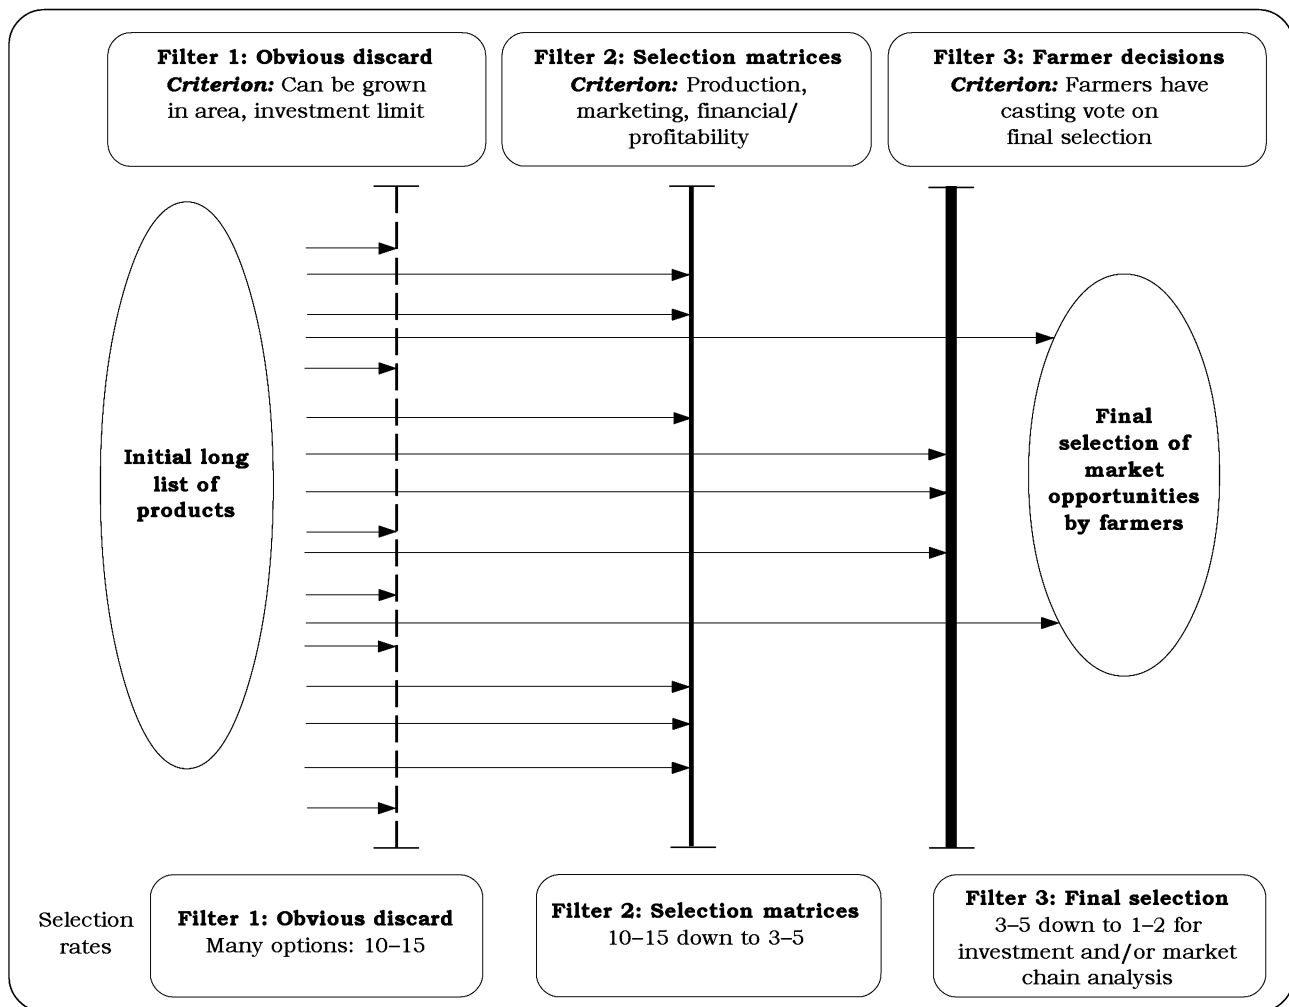 Filter 1: Obvious discard
Criterion: Can be grown
in area, investment limit
Filter 2: Selection matrices
Criterion: Production,
marketing, financial/
profitability
Filter 3: Farmer decisions
Criterion: Farmers have
casting vote on
final selection
Initial long
list of
products
Final
selection of
market
opportunities
by farmers
Selection
rates
Filter 1: Obvious discard
Many options: 10–15
Filter 2: Selection matrices
10–15 down to 3–5
Filter 3: Final selection
3–5 down to 1–2 for
investment and/or market
chain analysis